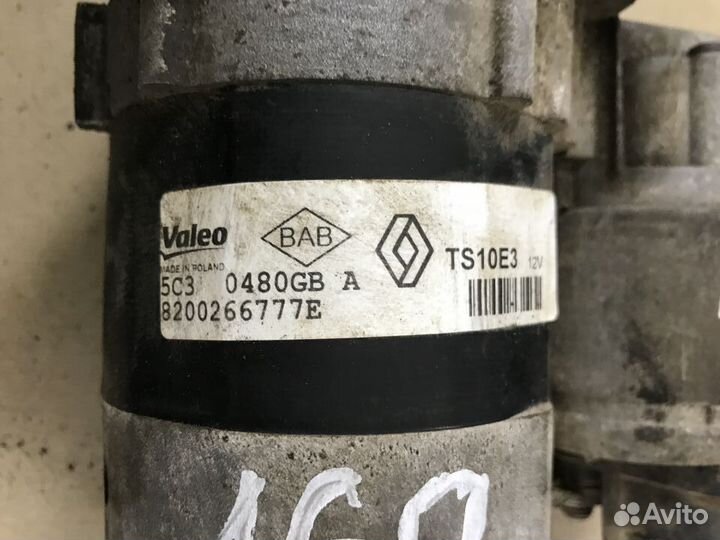 Valeo
BAB
TS10E3 12V
MADE IN POLAND
5C3 0480GB A
8200266777E
Avito